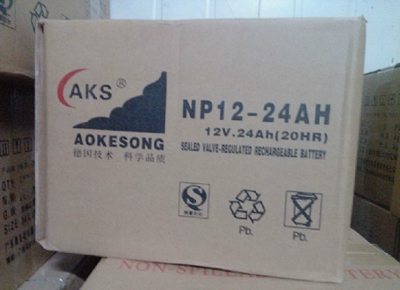 AKS®
AOKESONG
德国技术 科学品质
NP12-24AH
12V.24Ah(20HR)
SEALED VALVE-REGULATED RECHARGEABLE BATTERY
Pb.
Pb.